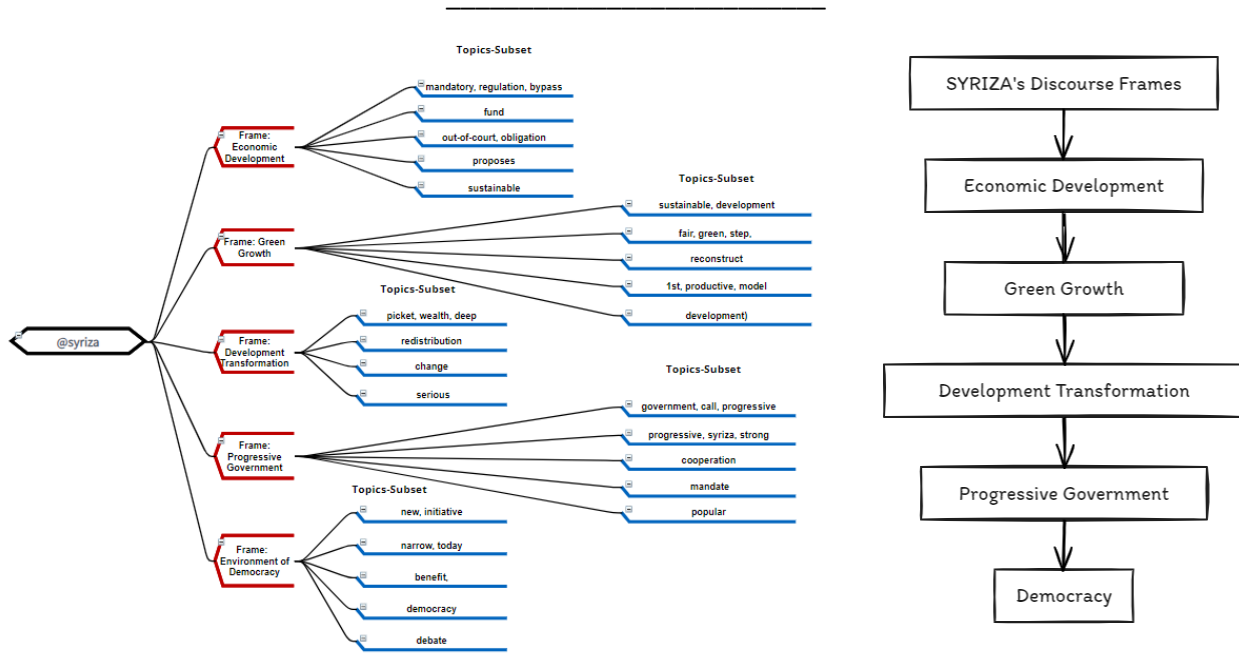 Topics-Subset
mandatory, regulation, bypass
fund
out-of-court, obligation
proposes
sustainable
Frame:
Economic
Development
Topics-Subset
sustainable, development
fair, green, step,
reconstruct
1st, productive, model
development)
Frame: Green
Growth
Topics-Subset
picket, wealth, deep
redistribution
change
serious
Frame:
Development
Transformation
@syriza
Topics-Subset
government, call, progressive
progressive, syriza, strong
cooperation
mandate
popular
Frame:
Progressive
Government
Topics-Subset
new, initiative
narrow, today
benefit,
democracy
debate
Frame:
Environment of
Democracy
SYRIZA's Discourse Frames
Economic Development
Green Growth
Development Transformation
Progressive Government
Democracy